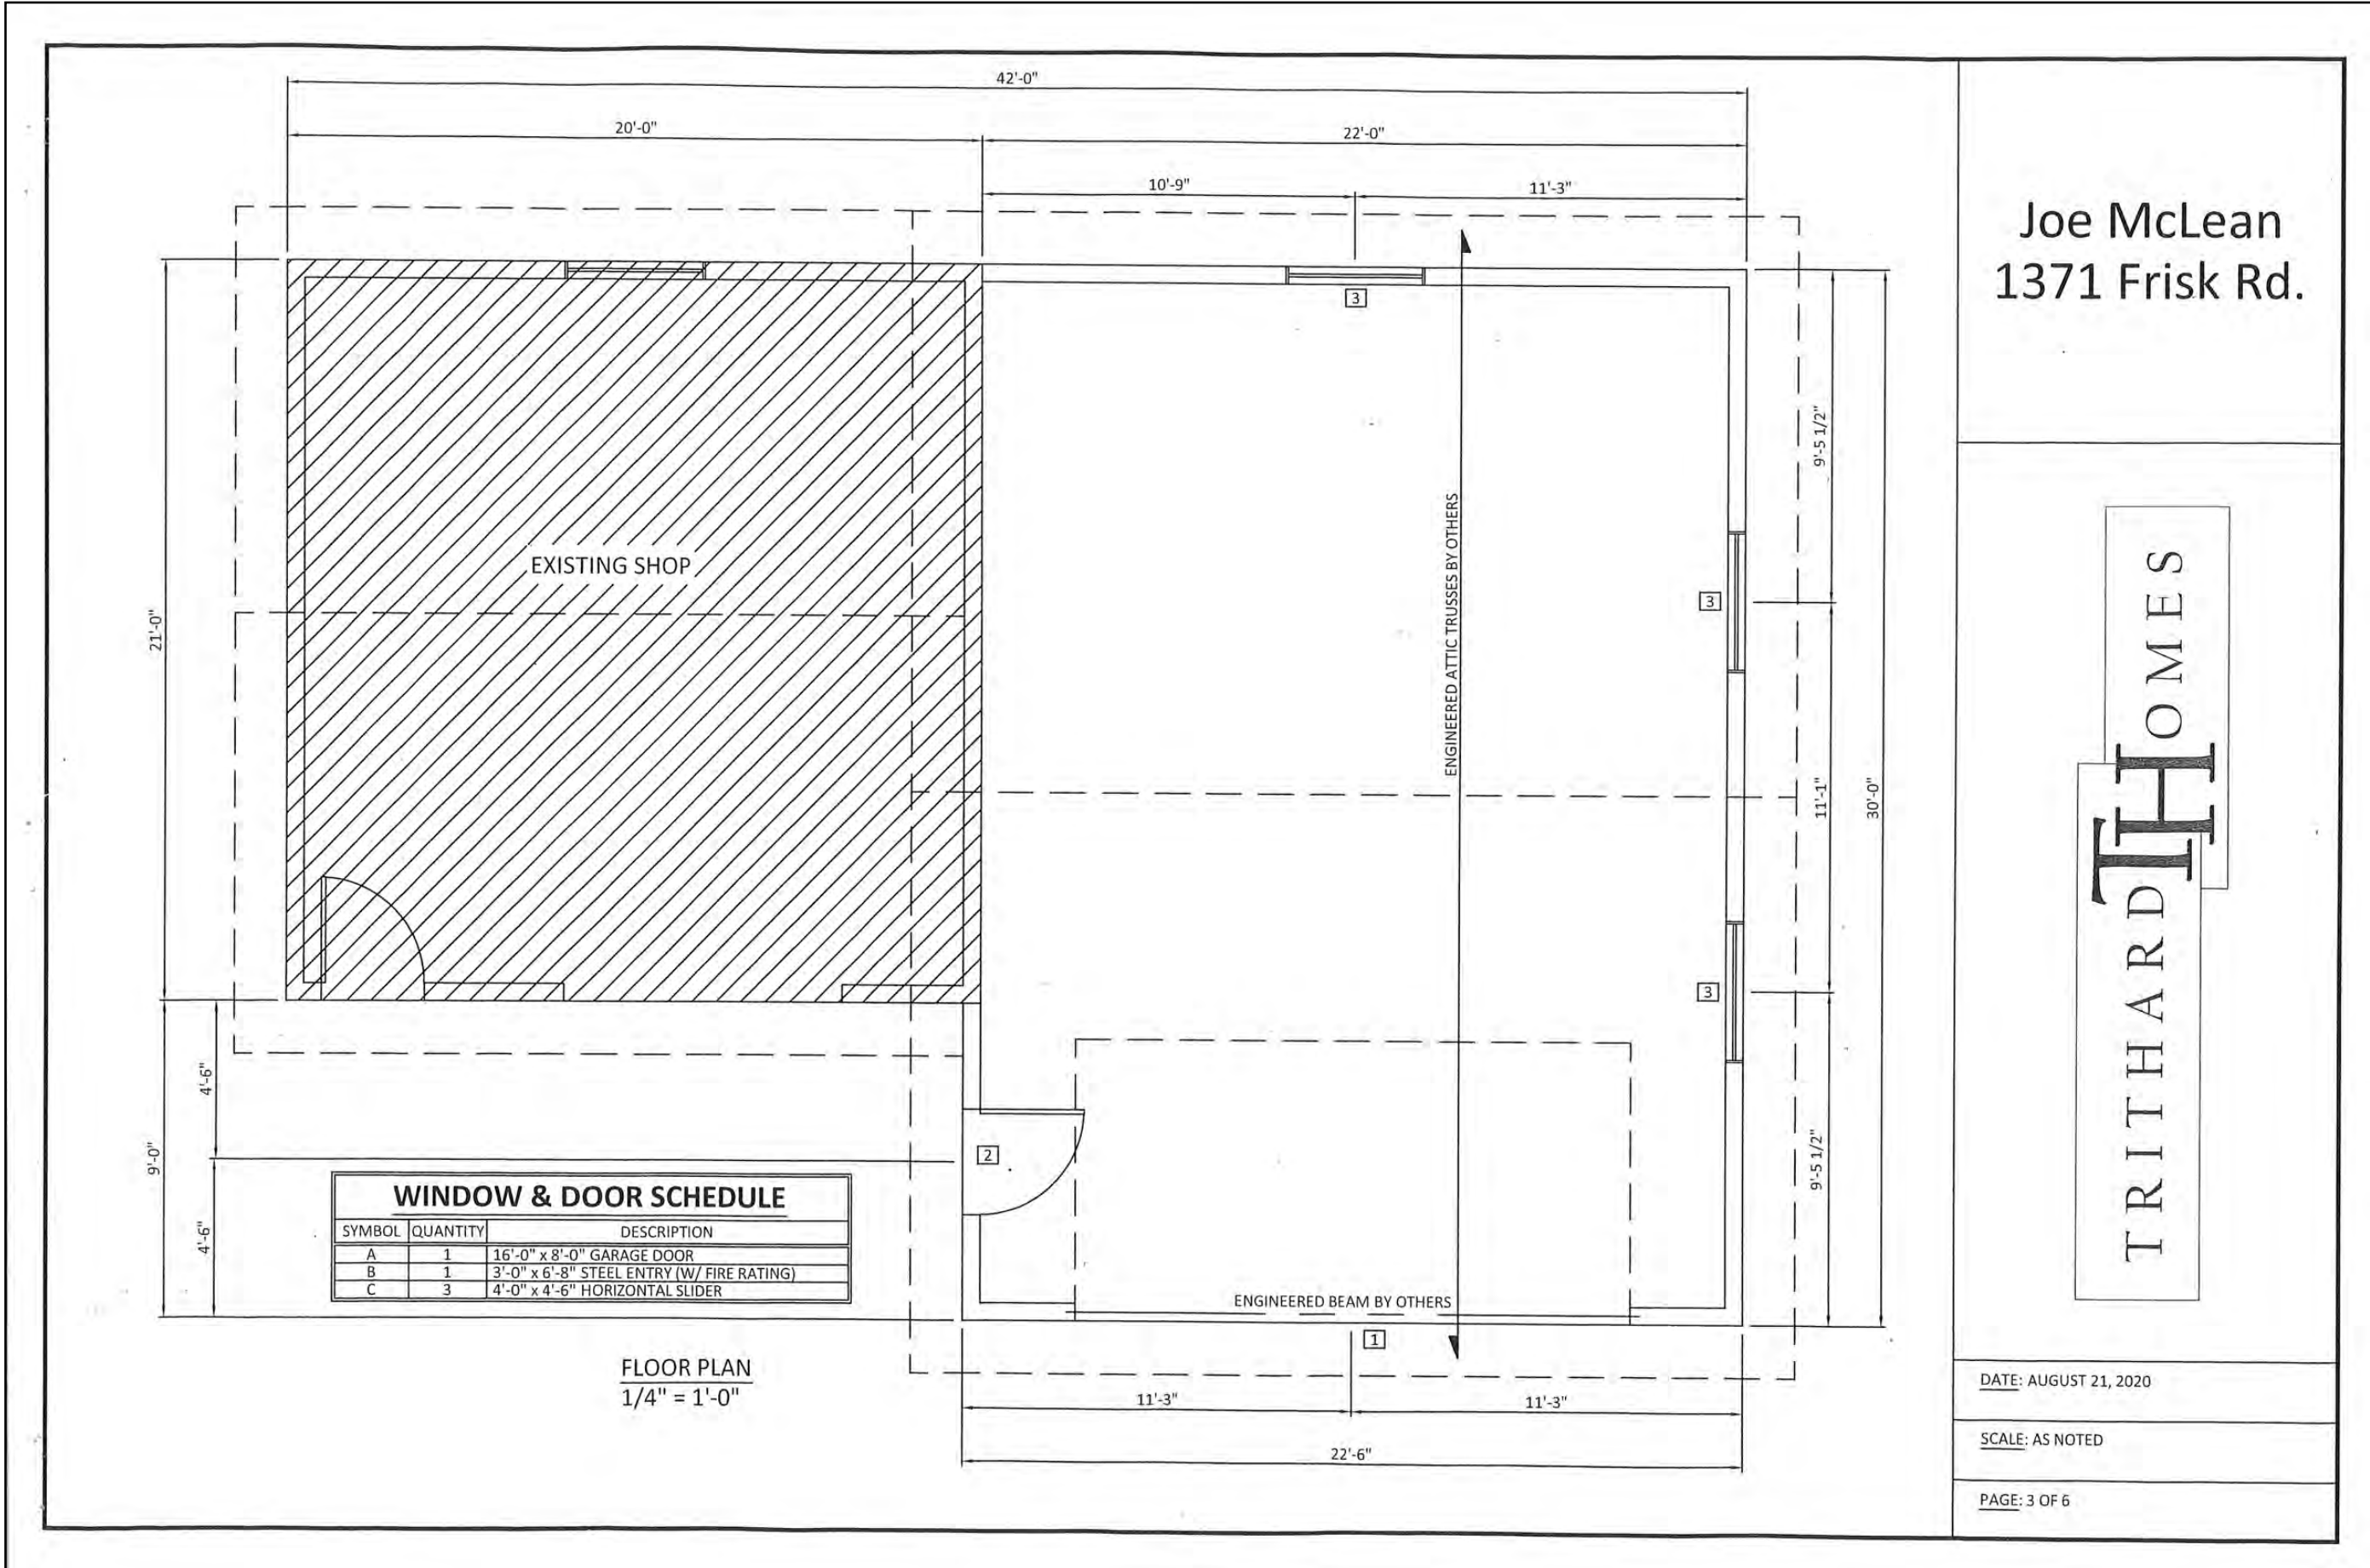 42'-0"
20'-0"
22'-0"
10'-9"
11'-3"
3
EXISTING SHOP
21'-0"
ENGINEERED ATTIC TRUSSES BY OTHERS
9'-5 1/2"
3
11'-1"
30'-0"
3
9'-5 1/2"
4'-6"
9'-0"
4'-6"
2
WINDOW & DOOR SCHEDULE
SYMBOL QUANTITY DESCRIPTION
A 1 16'-0" x 8'-0" GARAGE DOOR
B 1 3'-0" x 6'-8" STEEL ENTRY (W/ FIRE RATING)
C 3 4'-0" x 4'-6" HORIZONTAL SLIDER
ENGINEERED BEAM BY OTHERS
1
FLOOR PLAN
1/4" = 1'-0"
11'-3"
11'-3"
22'-6"
Joe McLean
1371 Frisk Rd.
TRITHARDT
HOMES
DATE: AUGUST 21, 2020
SCALE: AS NOTED
PAGE: 3 OF 6